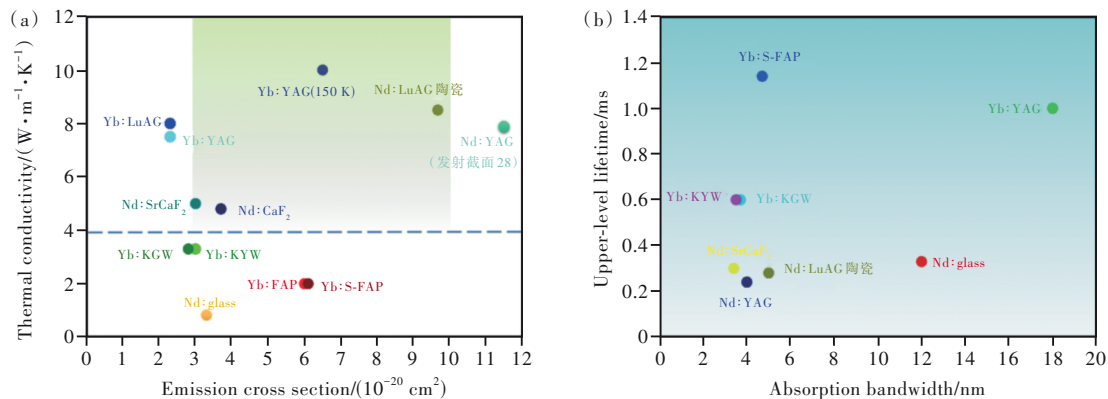 (a)
Thermal conductivity/(W·m⁻¹·K⁻¹)
12
10
8
6
4
2
0
Yb:YAG(150 K)
Nd:LuAG 陶瓷
Yb:LuAG
Yb:YAG
Nd:YAG
(发射截面 28)
Nd:SrCaF₂
Nd:CaF₂
Yb:KGW
Yb:KYW
Yb:FAP
Yb:S-FAP
Nd:glass
0 1 2 3 4 5 6 7 8 9 10 11 12
Emission cross section/(10⁻²⁰ cm²)
(b)
Upper-level lifetime/ms
1.4
1.2
1.0
0.8
0.6
0.4
0.2
0
Yb:S-FAP
Yb:YAG
Yb:KYW
Yb:KGW
Nd:SrCaF₂
Nd:LuAG 陶瓷
Nd:glass
Nd:YAG
0 2 4 6 8 10 12 14 16 18 20
Absorption bandwidth/nm